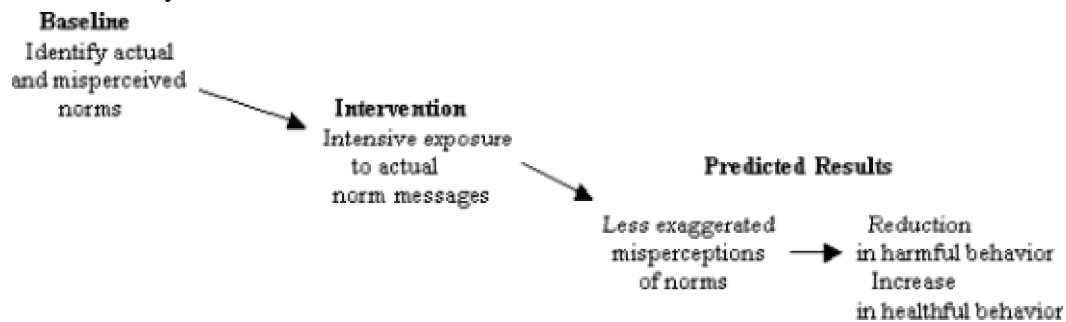 Baseline
Identify actual
and misperceived
norms
Intervention
Intensive exposure
to actual
norm messages
Predicted Results
Less exaggerated
misperceptions
of norms
Reduction
in harmful behavior
Increase
in healthful behavior